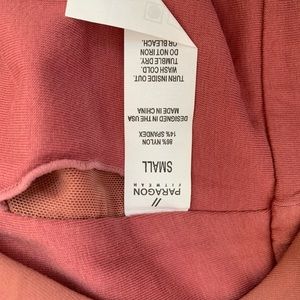 //
PARAGON
FITWEAR
SMALL
86% NYLON
14% SPANDEX
DESIGNED IN THE USA
MADE IN CHINA
TURN INSIDE OUT.
WASH COLD.
TUMBLE DRY.
DO NOT IRON
OR BLEACH.